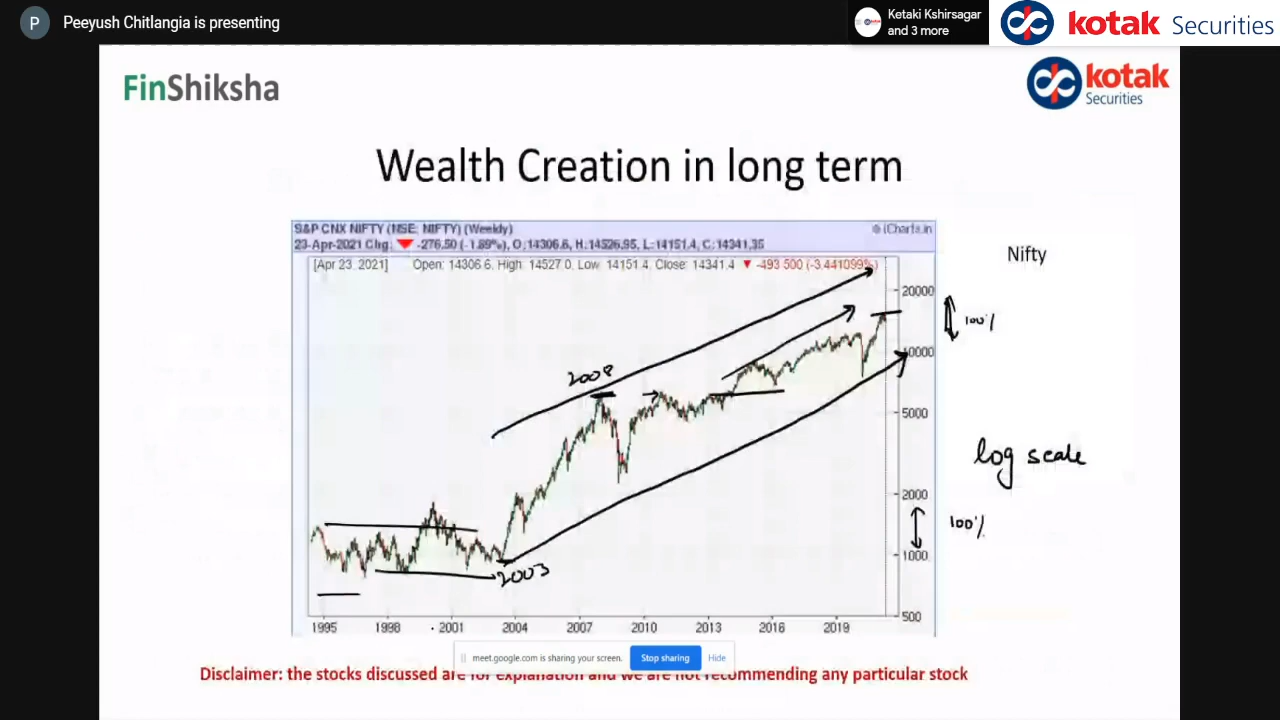 P Peeyush Chitlangia is presenting
Ketaki Kshirsagar
and 3 more
kotak Securities
FinShiksha
kotak
Securities
Wealth Creation in long term
S&P CNX NIFTY (NSE: NIFTY) (Weekly)
© iCharts.in
23-Apr-2021 Chg: ▼ -276.50 (-1.89%), O:14306.6, H:14526.95, L:14151.4, C:14341.35
[Apr 23, 2021] Open: 14306.6, High: 14527.0, Low: 14151.4, Close: 14341.4 ▼ -493.500 (-3.441099%)
Nifty
20000
100%
10000
2008
5000
log scale
2000
100%
1000
2003
500
1995 1998 2001 2004 2007 2010 2013 2016 2019
meet.google.com is sharing your screen. Stop sharing Hide
Disclaimer: the stocks discussed are for explanation and we are not recommending any particular stock